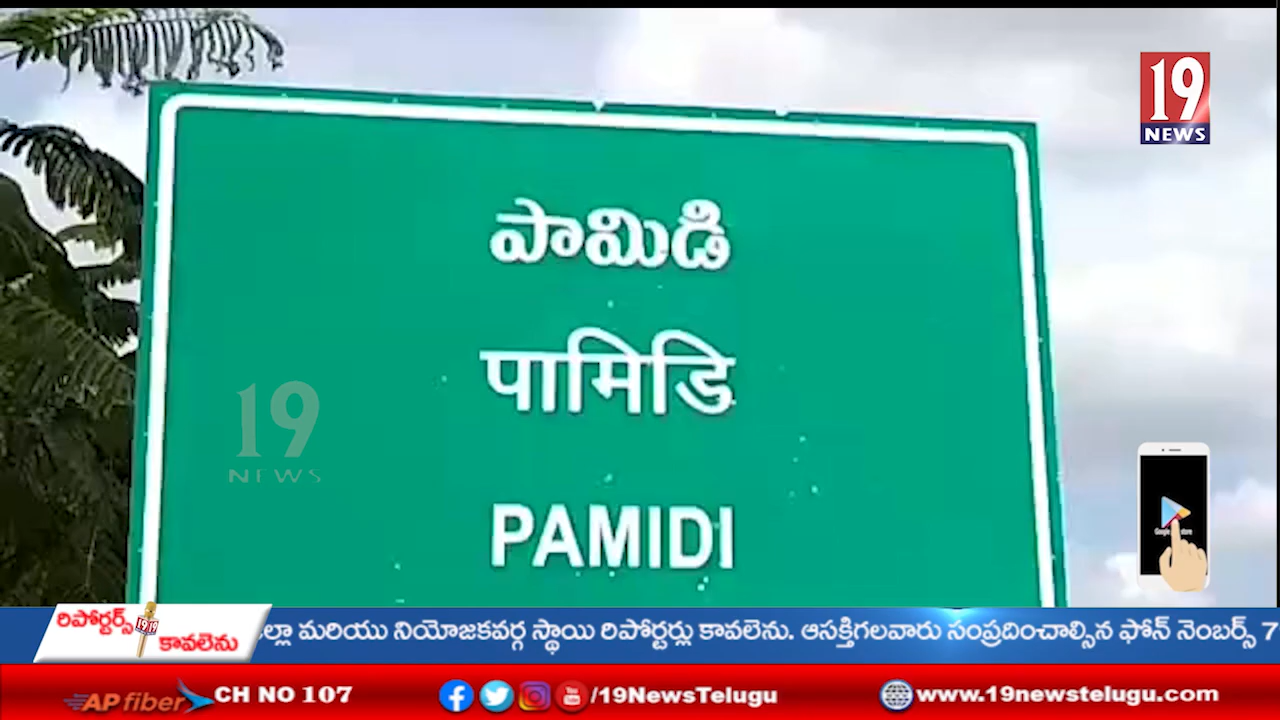 19
NEWS
పామిడి
पामिडि
19
NEWS
PAMIDI
రిపోర్టర్స్
కావలెను
ల్లా మరియు నియోజకవర్గ స్థాయి రిపోర్టర్లు కావలెను. ఆసక్తిగలవారు సంప్రదించాల్సిన ఫోన్ నెంబర్స్ 7
AP fiber CH NO 107
/19NewsTelugu
www.19newstelugu.com